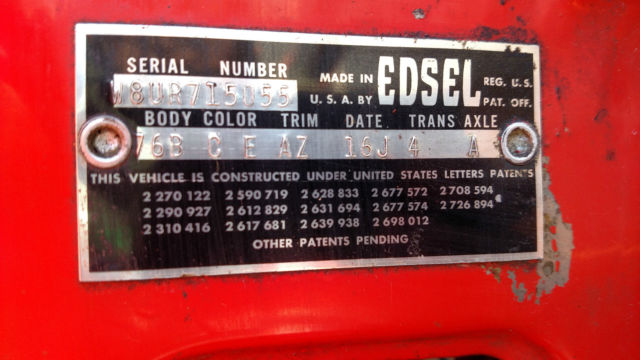 SERIAL NUMBER
W8UR715055
MADE IN
U.S.A. BY
EDSEL
REG. U.S.
PAT. OFF.
BODY COLOR TRIM DATE TRANS AXLE
76B C E AZ 16J 4 A
THIS VEHICLE IS CONSTRUCTED UNDER UNITED STATES LETTERS PATENTS
2 270 122 2 590 719 2 628 833 2 677 572 2 708 594
2 290 927 2 612 829 2 631 694 2 677 574 2 726 894
2 310 416 2 617 681 2 639 938 2 698 012
OTHER PATENTS PENDING